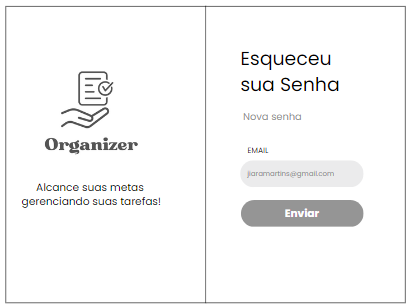 Organizer
Alcance suas metas
gerenciando suas tarefas!
Esqueceu
sua Senha
Nova senha
EMAIL
jiaramartins@gmail.com
Enviar